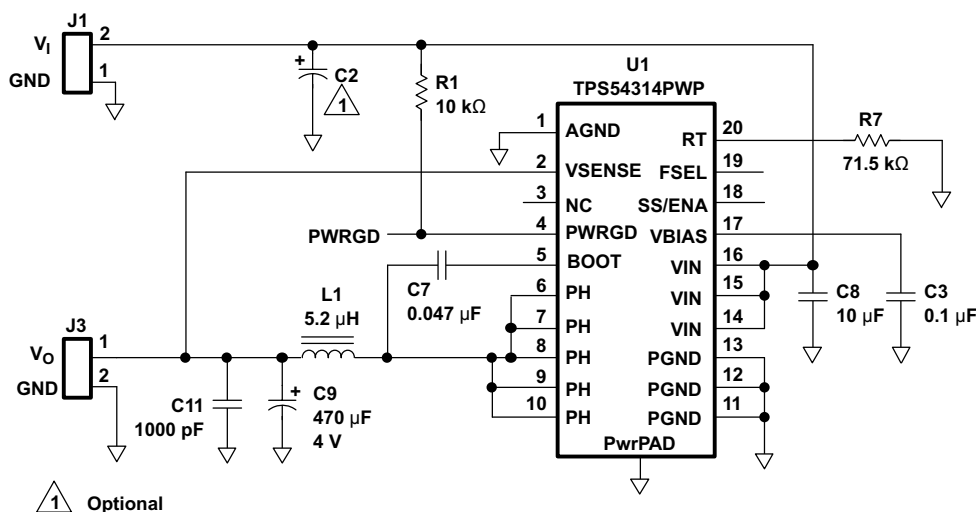 J1
V_I
2
GND
1
+
C2
1
R1
10 kΩ
U1
TPS54314PWP
1
AGND
RT
20
R7
71.5 kΩ
2
VSENSE
FSEL
19
3
NC
SS/ENA
18
PWRGD
4
PWRGD
VBIAS
17
5
BOOT
VIN
16
C7
0.047 µF
6
PH
VIN
15
C8
10 µF
C3
0.1 µF
L1
5.2 µH
7
PH
VIN
14
J3
V_O
1
GND
2
8
PH
PGND
13
9
PH
PGND
12
10
PH
PGND
11
C11
1000 pF
+
C9
470 µF
4 V
PwrPAD
1 Optional